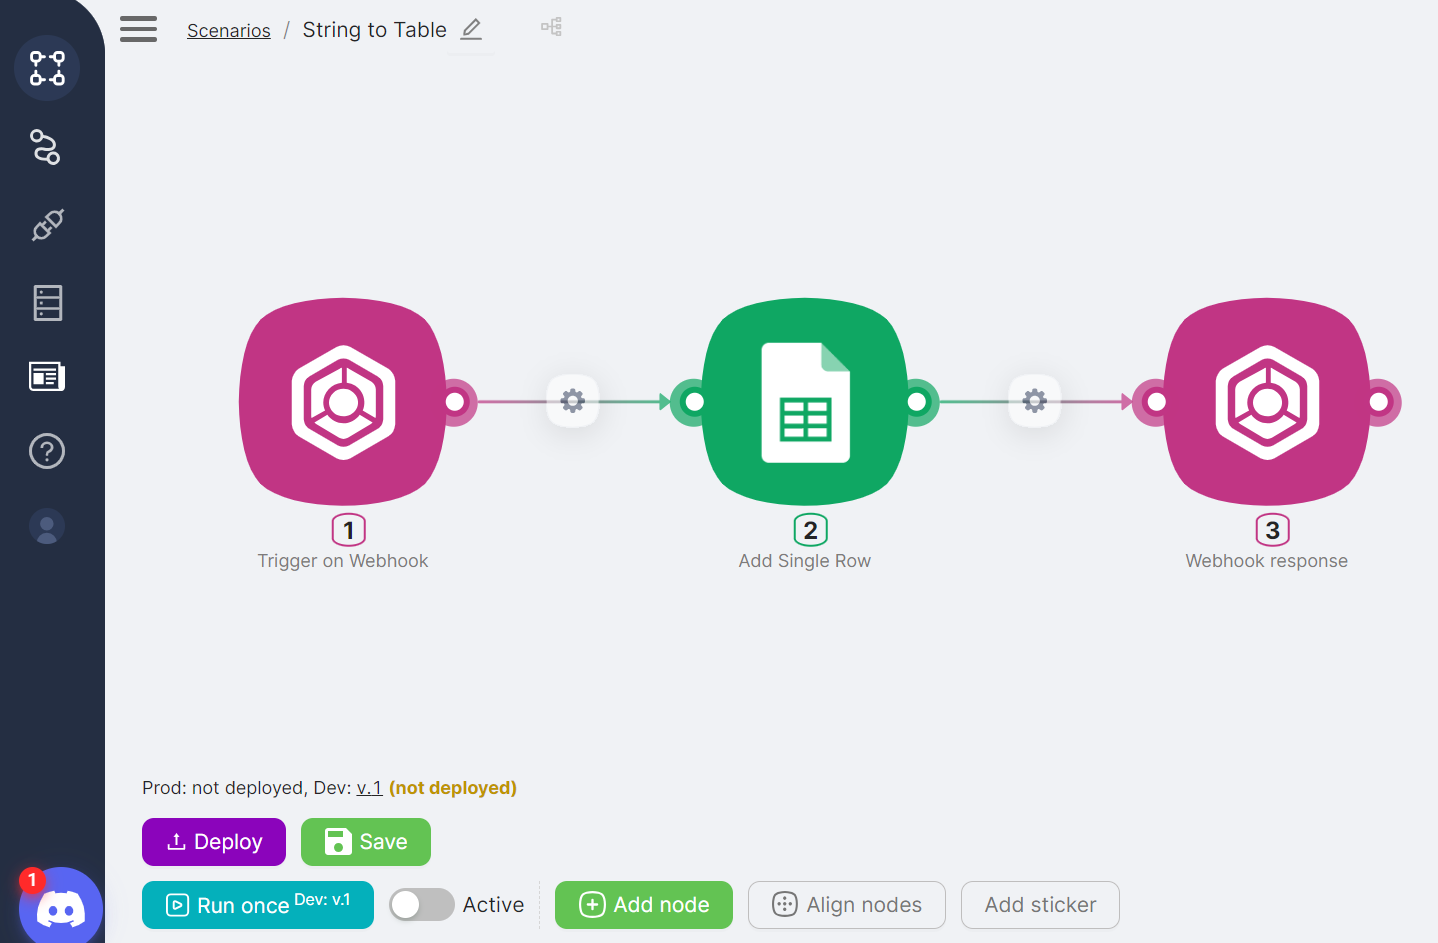 Scenarios / String to Table
1
Trigger on Webhook
2
Add Single Row
3
Webhook response
Prod: not deployed, Dev: v.1 (not deployed)
Deploy
Save
1
Run once Dev: v.1
Active
Add node
Align nodes
Add sticker